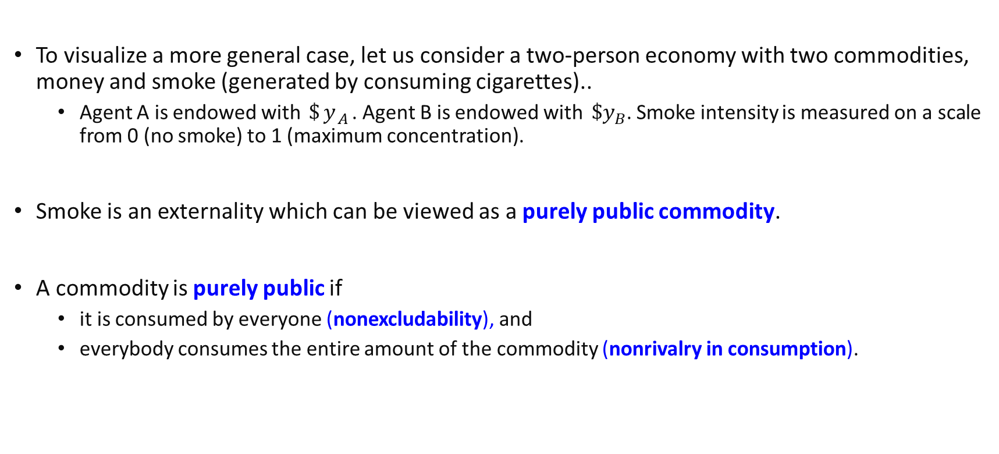 • To visualize a more general case, let us consider a two-person economy with two commodities,
money and smoke (generated by consuming cigarettes)..
• Agent A is endowed with $ y_A. Agent B is endowed with $y_B. Smoke intensity is measured on a scale
from 0 (no smoke) to 1 (maximum concentration).
• Smoke is an externality which can be viewed as a purely public commodity.
• A commodity is purely public if
• it is consumed by everyone (nonexcludability), and
• everybody consumes the entire amount of the commodity (nonrivalry in consumption).